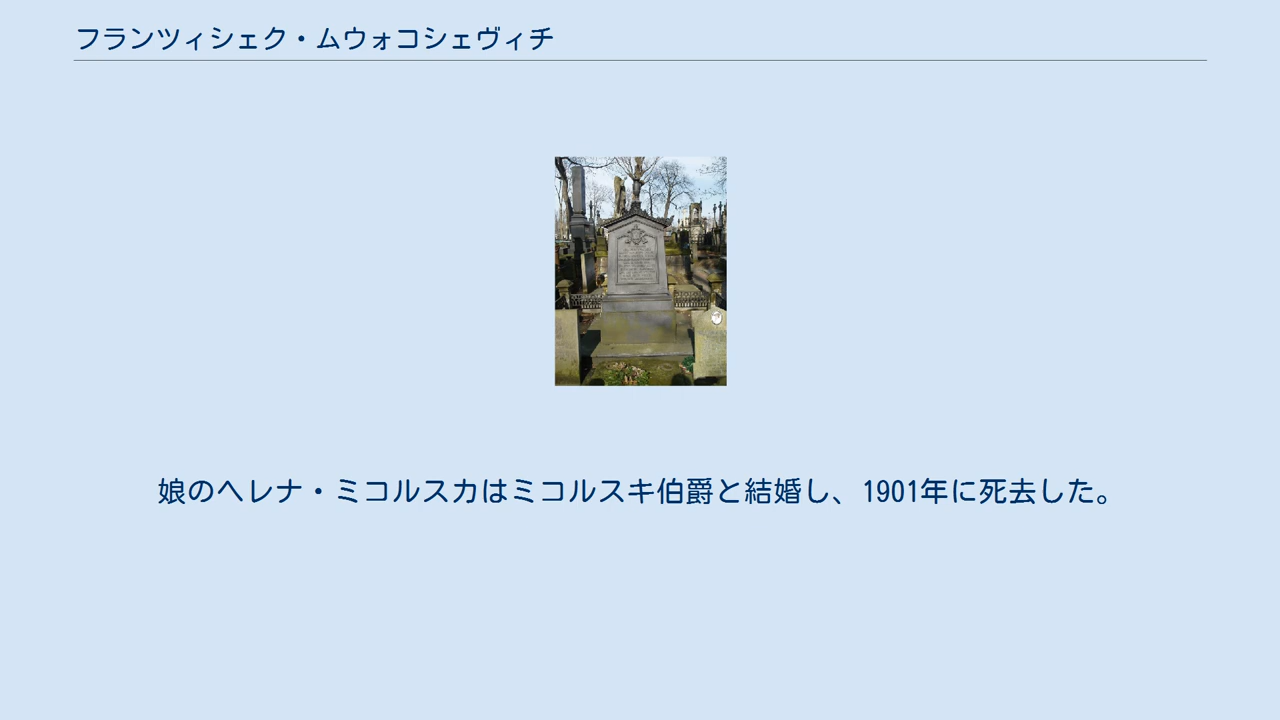 フランツィシェク・ムウォコシェヴィチ
娘のヘレナ・ミコルスカはミコルスキ伯爵と結婚し、1901年に死去した。